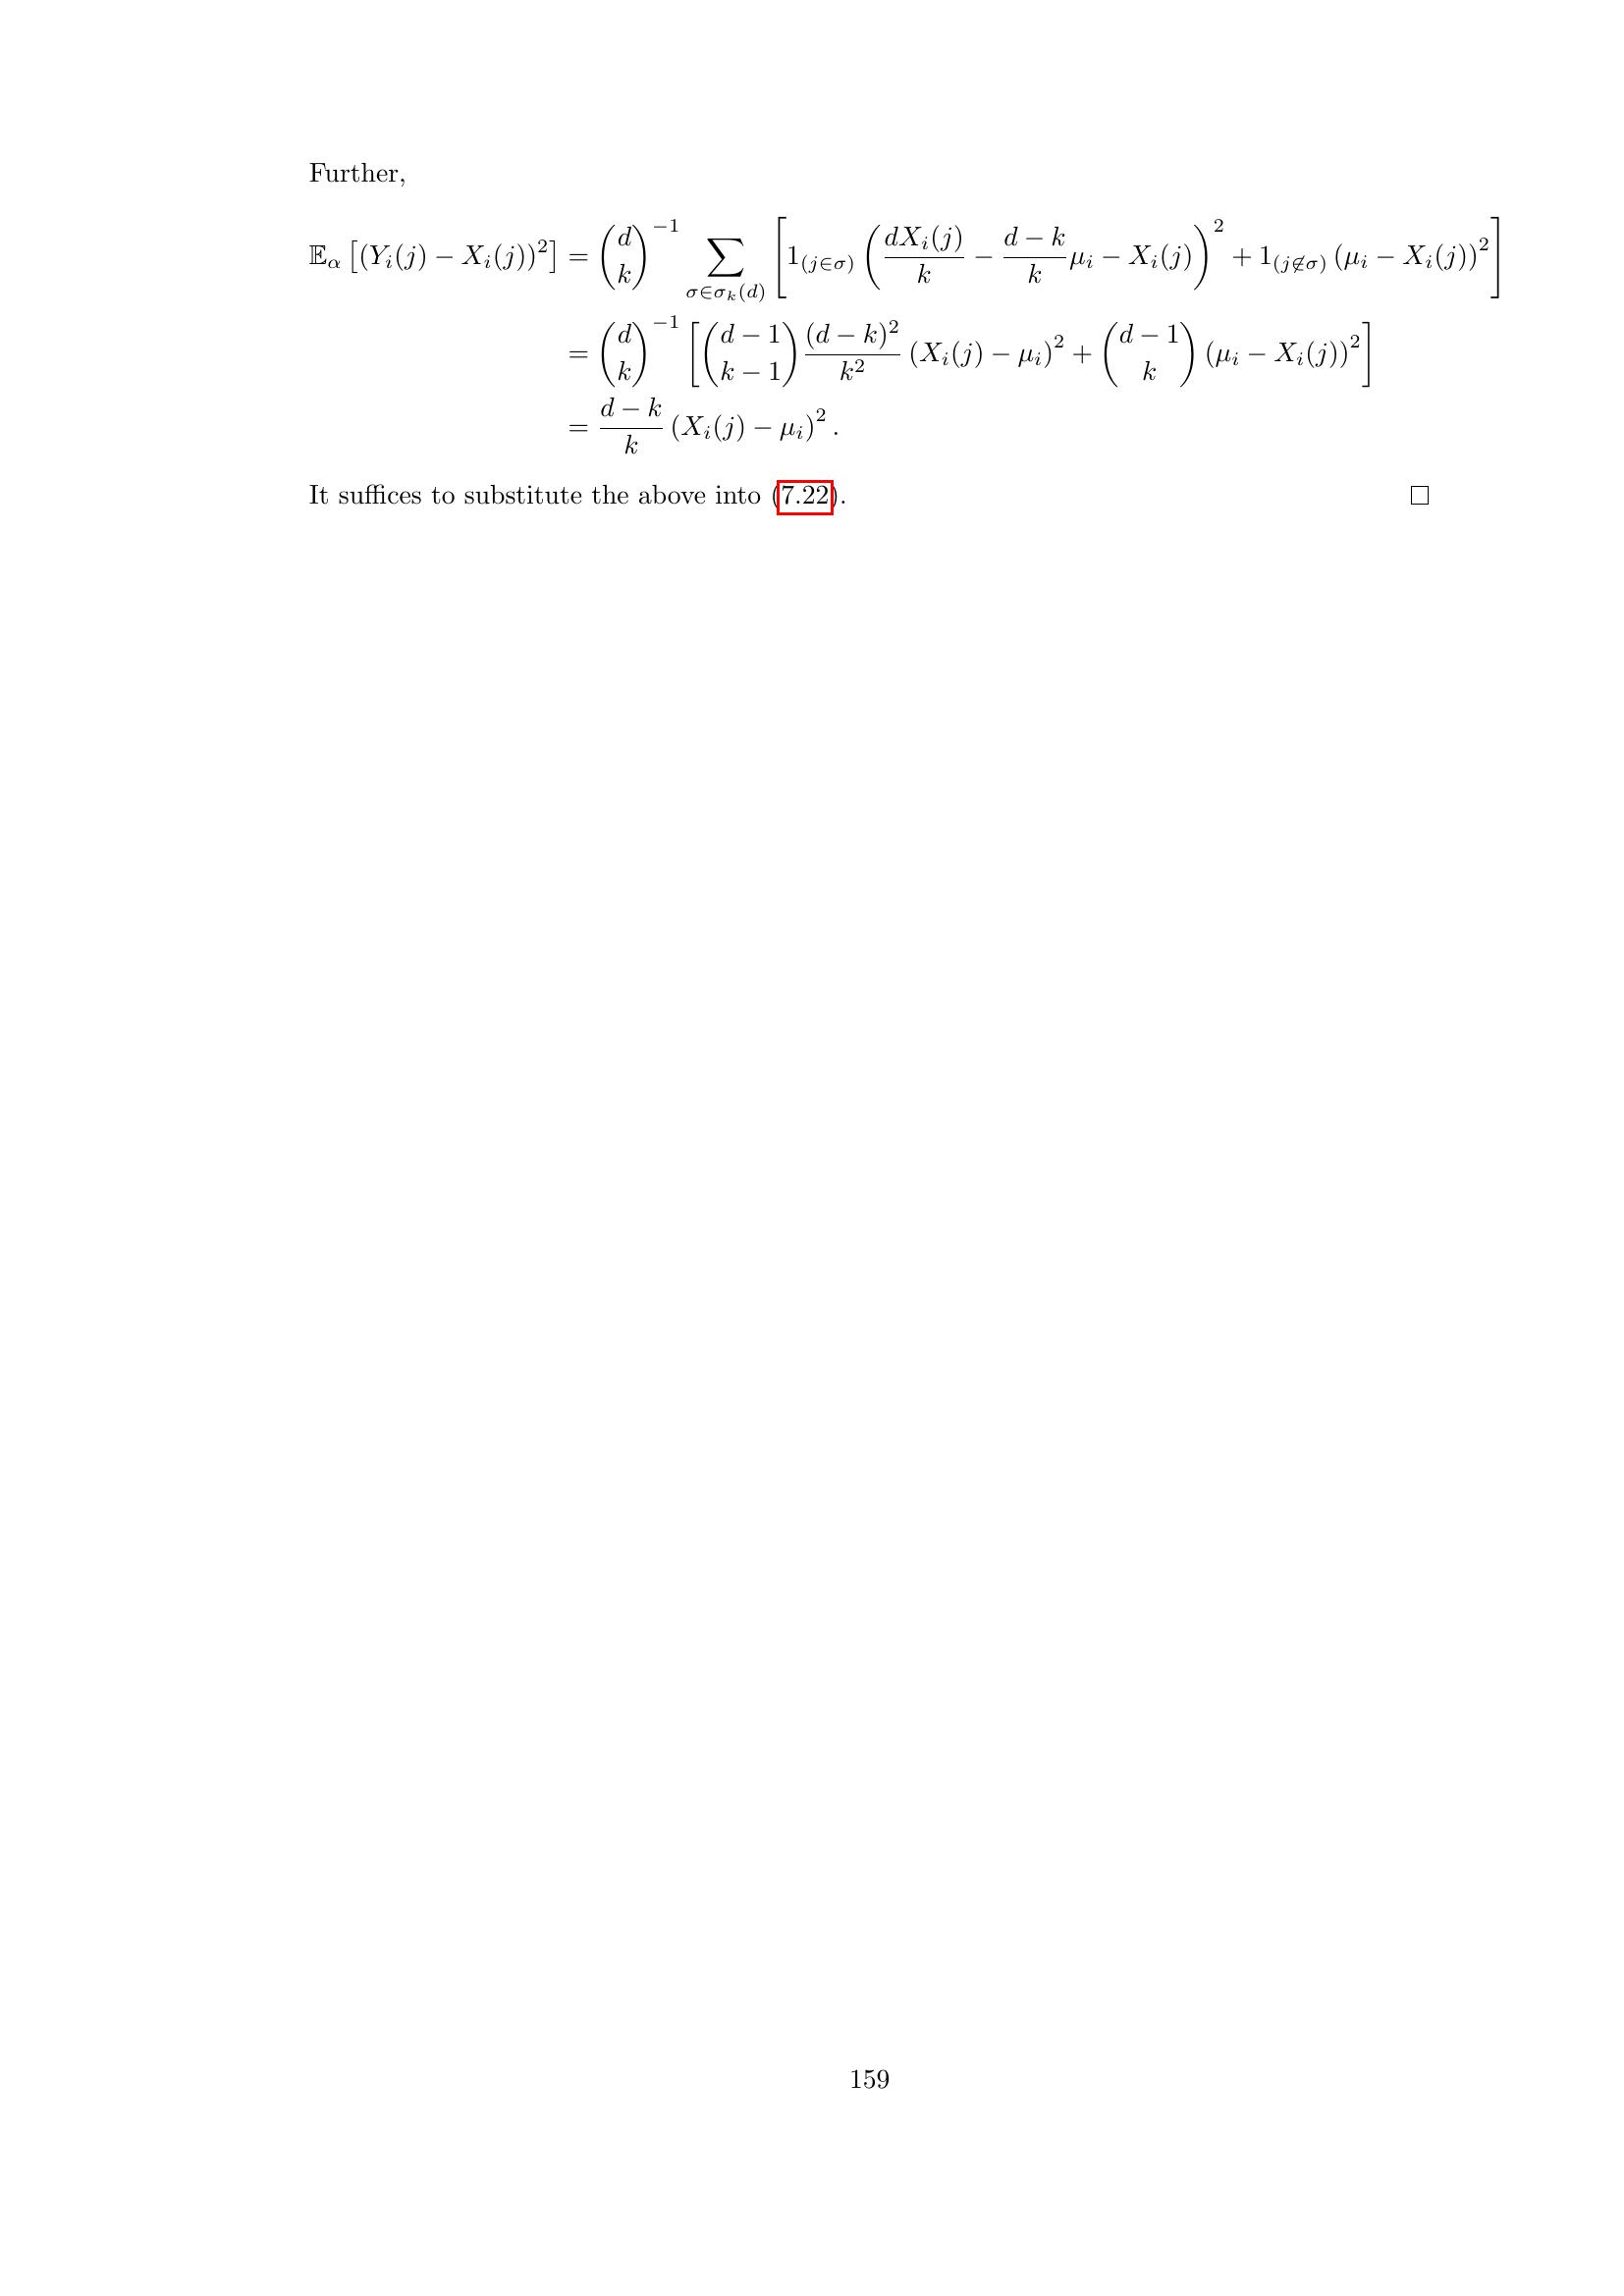 Further,
$\mathbb{E}_\alpha \left[ (Y_i(j) - X_i(j))^2 \right] = \binom{d}{k}^{-1} \sum_{\sigma \in \sigma_k(d)} \left[ 1_{(j \in \sigma)} \left( \frac{dX_i(j)}{k} - \frac{d-k}{k} \mu_i - X_i(j) \right)^2 + 1_{(j \notin \sigma)} \left( \mu_i - X_i(j) \right)^2 \right]$
$= \binom{d}{k}^{-1} \left[ \binom{d-1}{k-1} \frac{(d-k)^2}{k^2} \left( X_i(j) - \mu_i \right)^2 + \binom{d-1}{k} \left( \mu_i - X_i(j) \right)^2 \right]$
$= \frac{d-k}{k} \left( X_i(j) - \mu_i \right)^2 .$
It suffices to substitute the above into (7.22). □
159